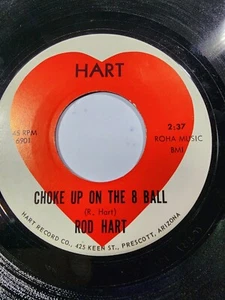 HART
45 RPM
6901
2:37
ROHA MUSIC
BMI
CHOKE UP ON THE 8 BALL
(R. Hart)
ROD HART
HART RECORD CO., 425 KEEN ST., PRESCOTT, ARIZONA